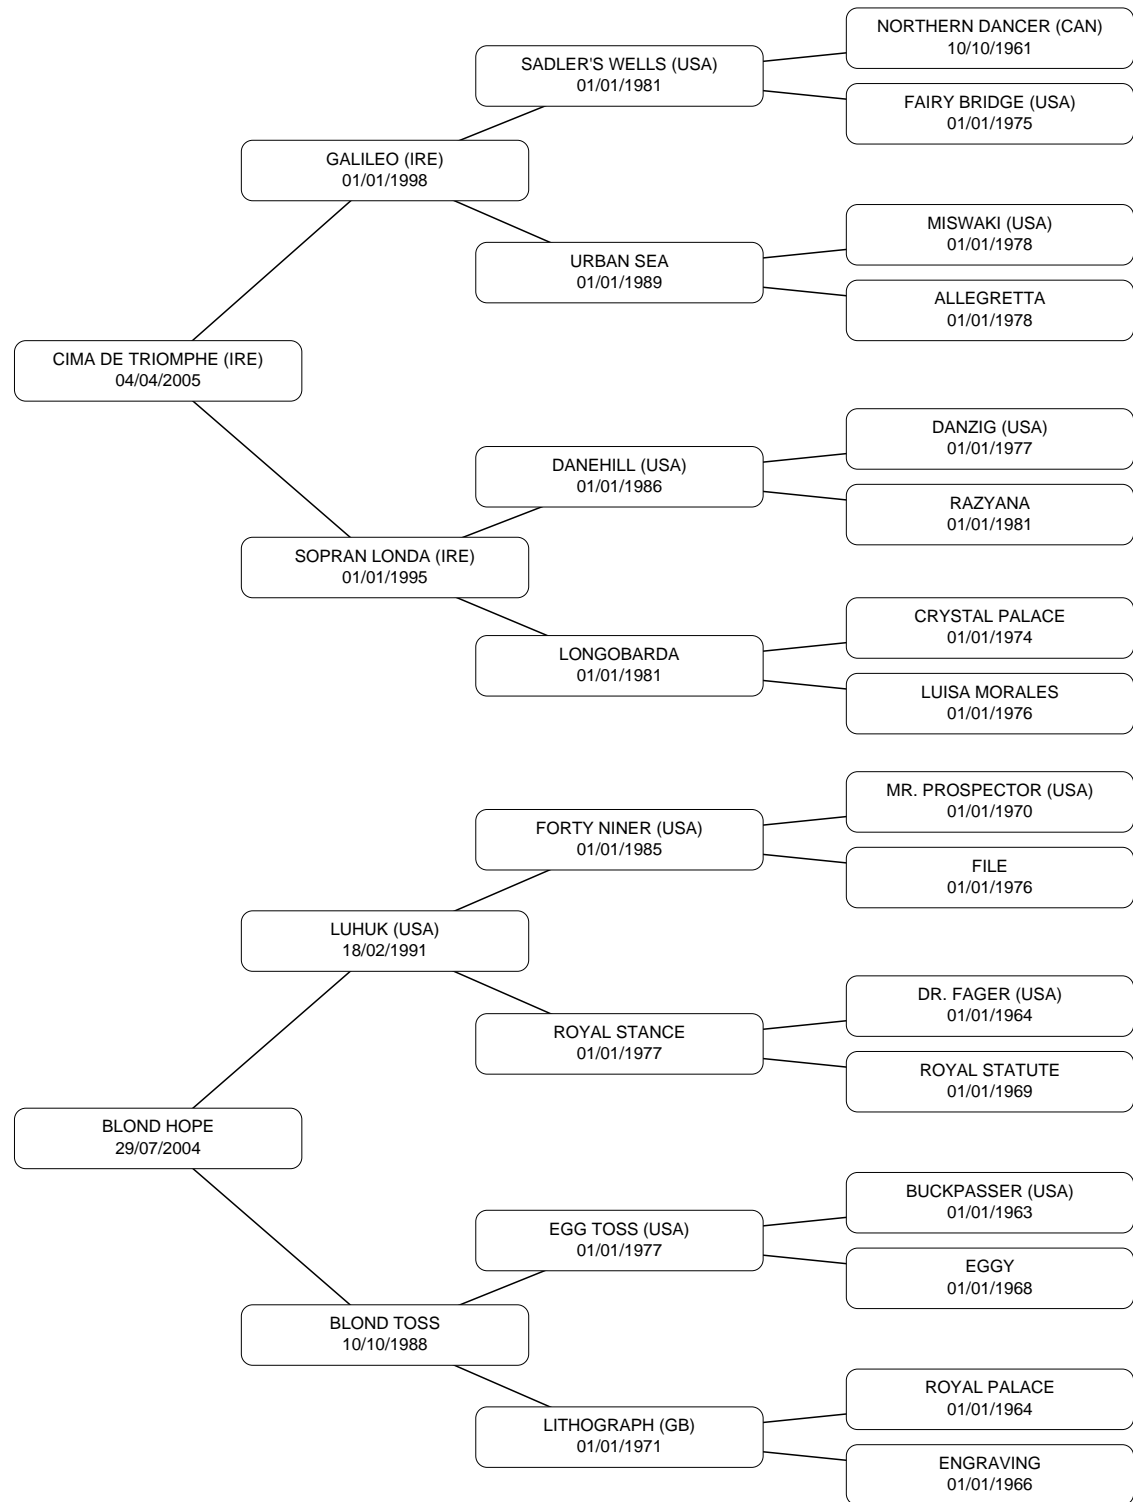 NORTHERN DANCER (CAN)
10/10/1961
SADLER'S WELLS (USA)
01/01/1981
FAIRY BRIDGE (USA)
01/01/1975
GALILEO (IRE)
01/01/1998
MISWAKI (USA)
01/01/1978
URBAN SEA
01/01/1989
ALLEGRETTA
01/01/1978
CIMA DE TRIOMPHE (IRE)
04/04/2005
DANZIG (USA)
01/01/1977
DANEHILL (USA)
01/01/1986
RAZYANA
01/01/1981
SOPRAN LONDA (IRE)
01/01/1995
CRYSTAL PALACE
01/01/1974
LONGOBARDA
01/01/1981
LUISA MORALES
01/01/1976
MR. PROSPECTOR (USA)
01/01/1970
FORTY NINER (USA)
01/01/1985
FILE
01/01/1976
LUHUK (USA)
18/02/1991
DR. FAGER (USA)
01/01/1964
ROYAL STANCE
01/01/1977
ROYAL STATUTE
01/01/1969
BLOND HOPE
29/07/2004
BUCKPASSER (USA)
01/01/1963
EGG TOSS (USA)
01/01/1977
EGGY
01/01/1968
BLOND TOSS
10/10/1988
ROYAL PALACE
01/01/1964
LITHOGRAPH (GB)
01/01/1971
ENGRAVING
01/01/1966